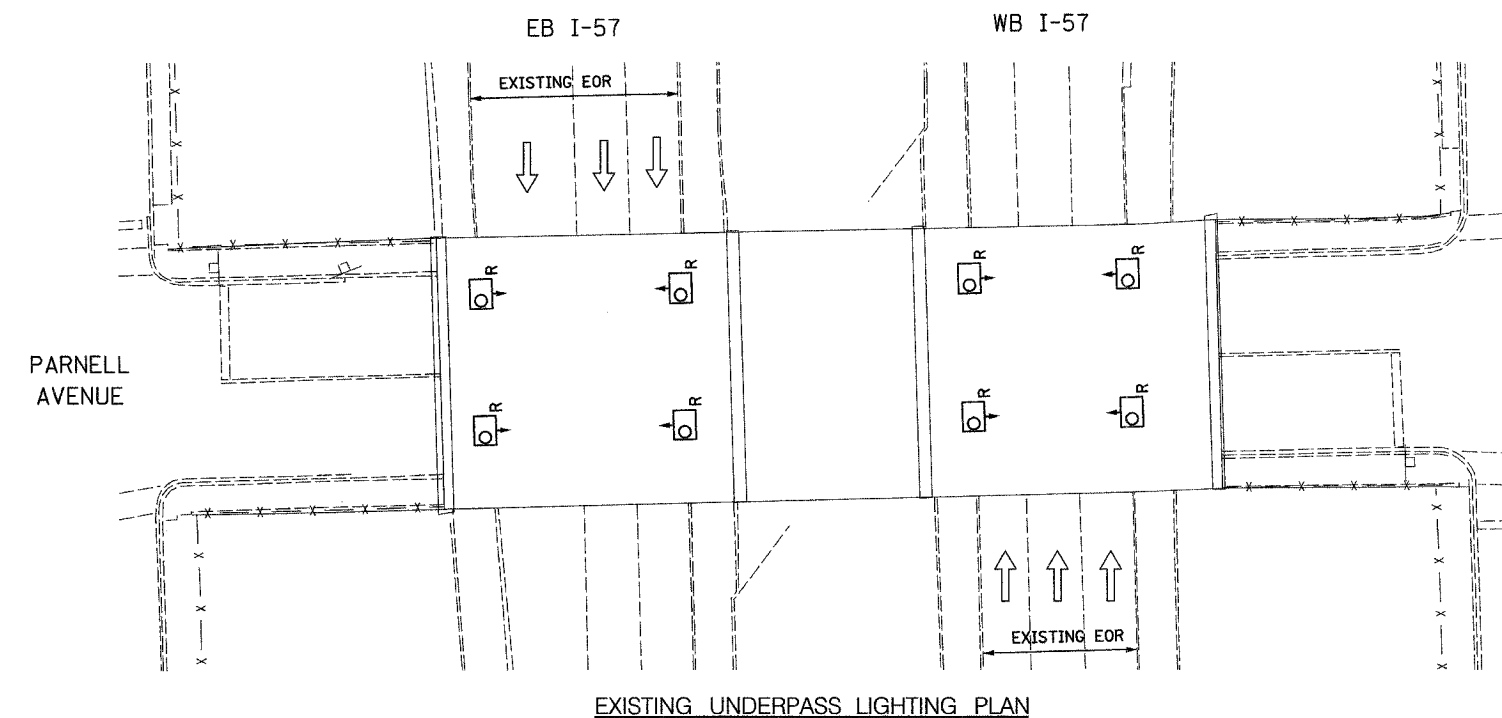 EB I-57
WB I-57
EXISTING EOR
R
R
R
R
PARNELL
AVENUE
R
R
R
R
EXISTING EOR
EXISTING UNDERPASS LIGHTING PLAN